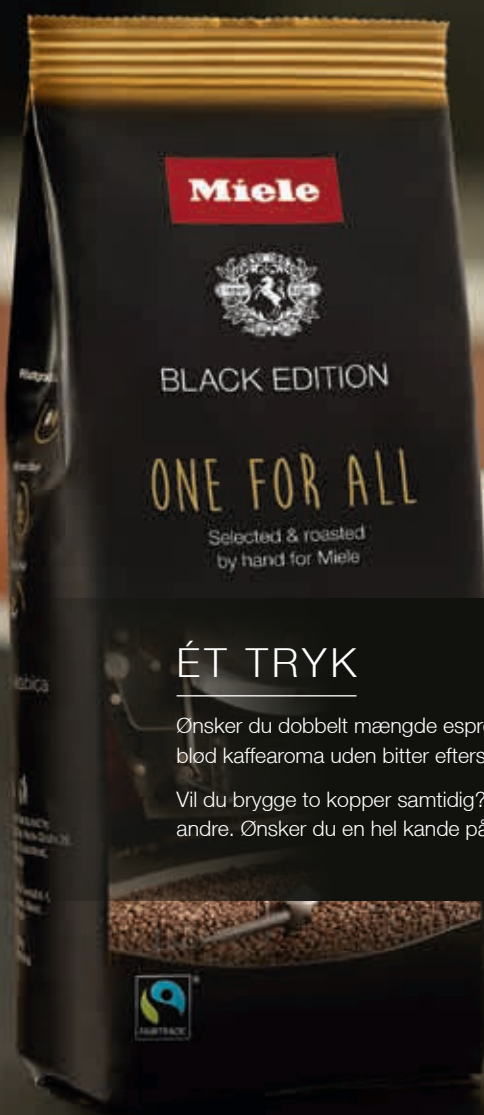 Miele
BLACK EDITION
ONE FOR ALL
Selected & roasted
by hand for Miele
ÉT TRYK
Ønsker du dobbelt mængde espre
blød kaffearoma uden bitter efters
Vil du brygge to kopper samtidig?
andre. Ønsker du en hel kande på
FAIRTRADE